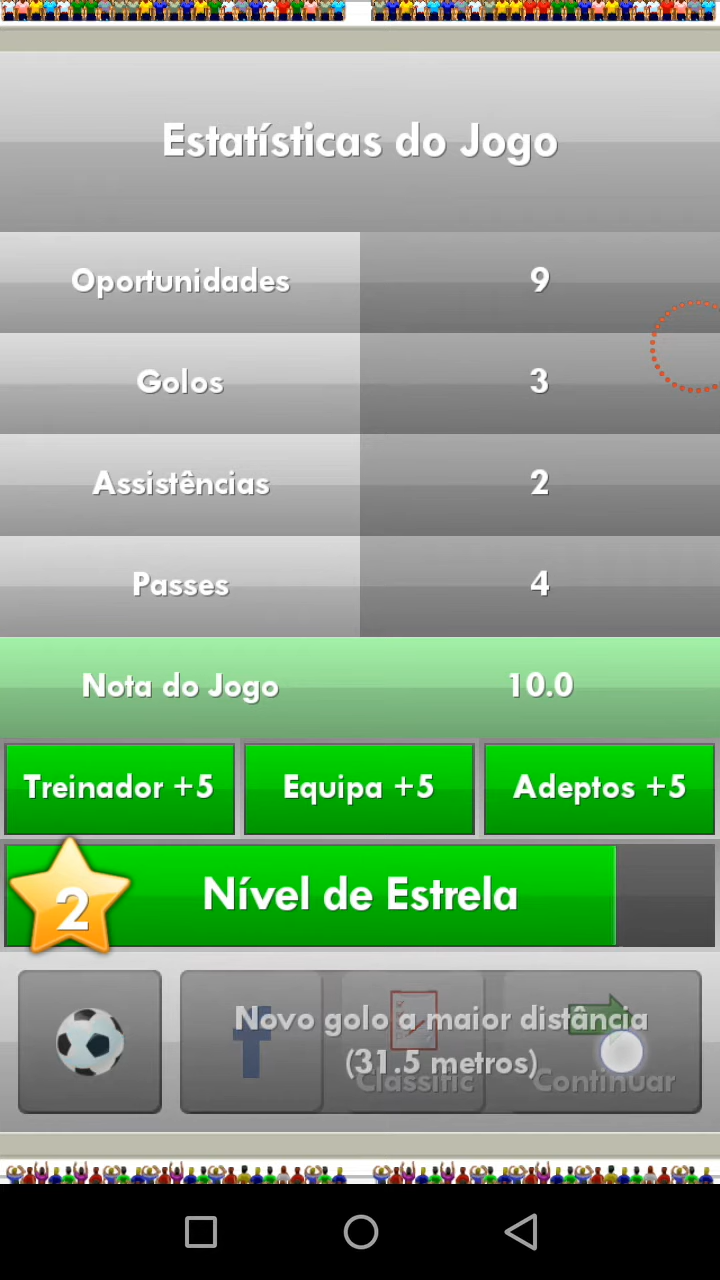 Estatísticas do Jogo
Oportunidades 9
Golos 3
Assistências 2
Passes 4
Nota do Jogo 10.0
Treinador +5 Equipa +5 Adeptos +5
2 Nível de Estrela
Novo golo a maior distância
(31.5 metros)
Classific Continuar